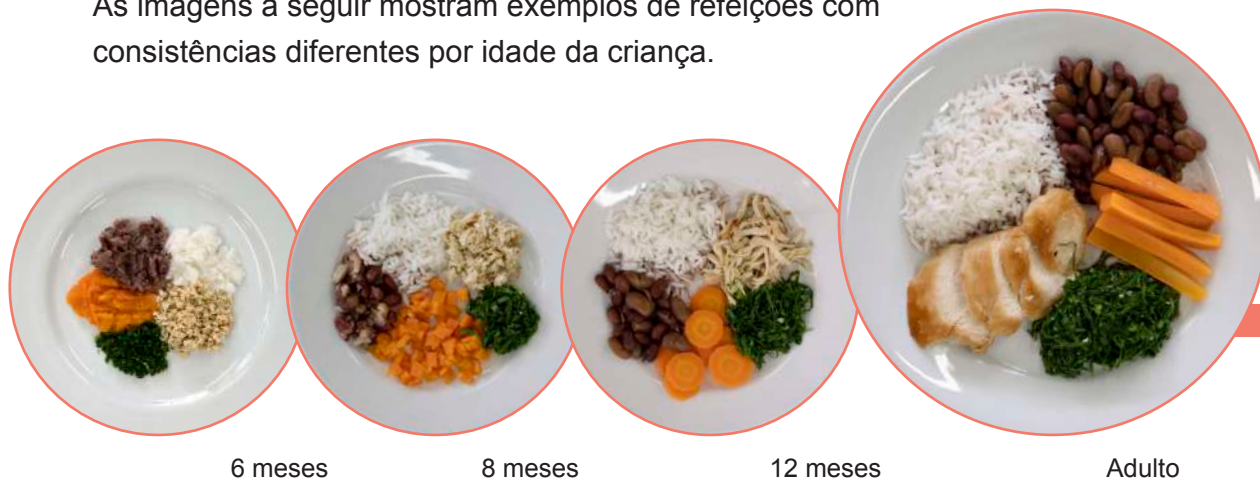 As imagens a seguir mostram exemplos de refeições com
consistências diferentes por idade da criança.
6 meses
8 meses
12 meses
Adulto